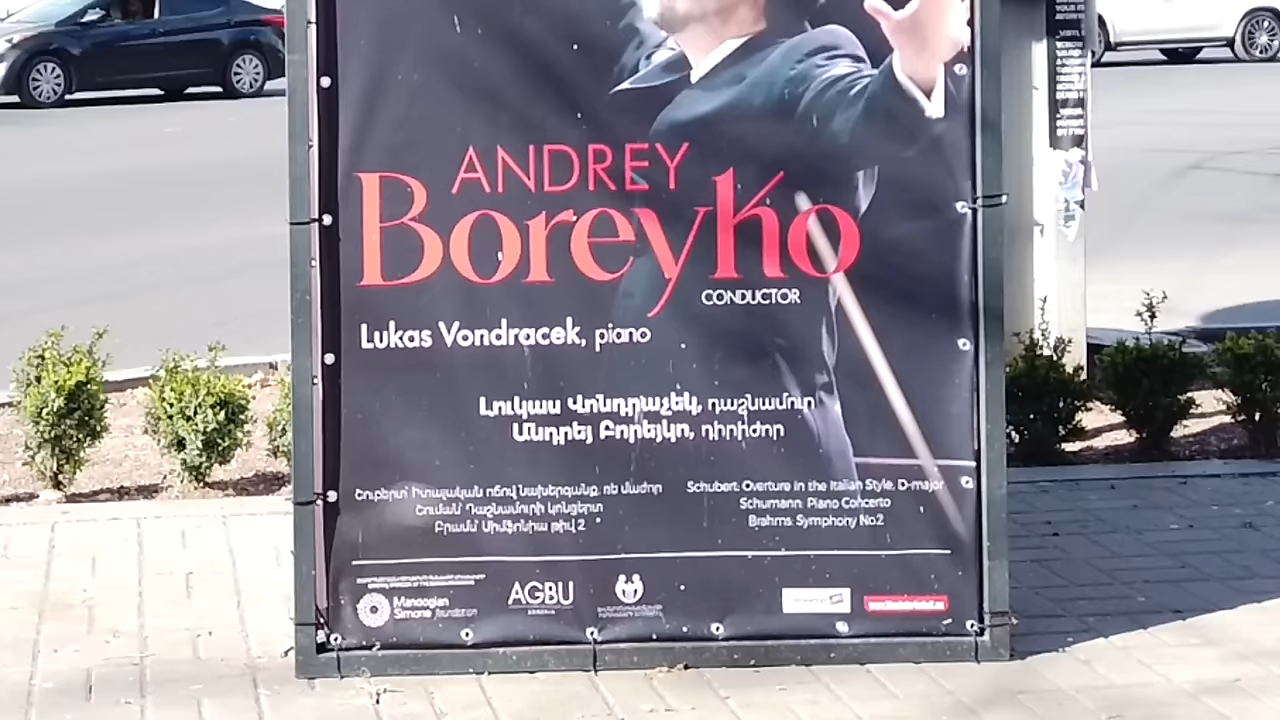 ANDREY
Boreyko
CONDUCTOR
Lukas Vondracek, piano
Լուկաս Վոնդրաչեկ, դաշնամուր
Անդրեյ Բորեյկո, դիրիժոր
Շուբերտ՝ Իտալական ոճով նախերգանք, ռե մաժոր
Շուման՝ Դաշնամուրի կոնցերտ
Բրամս՝ Սիմֆոնիա թիվ 2
Schubert: Overture in the Italian Style, D-major
Schumann: Piano Concerto
Brahms: Symphony No2
Manoogian
Simone foundation
AGBU
ARMENIA